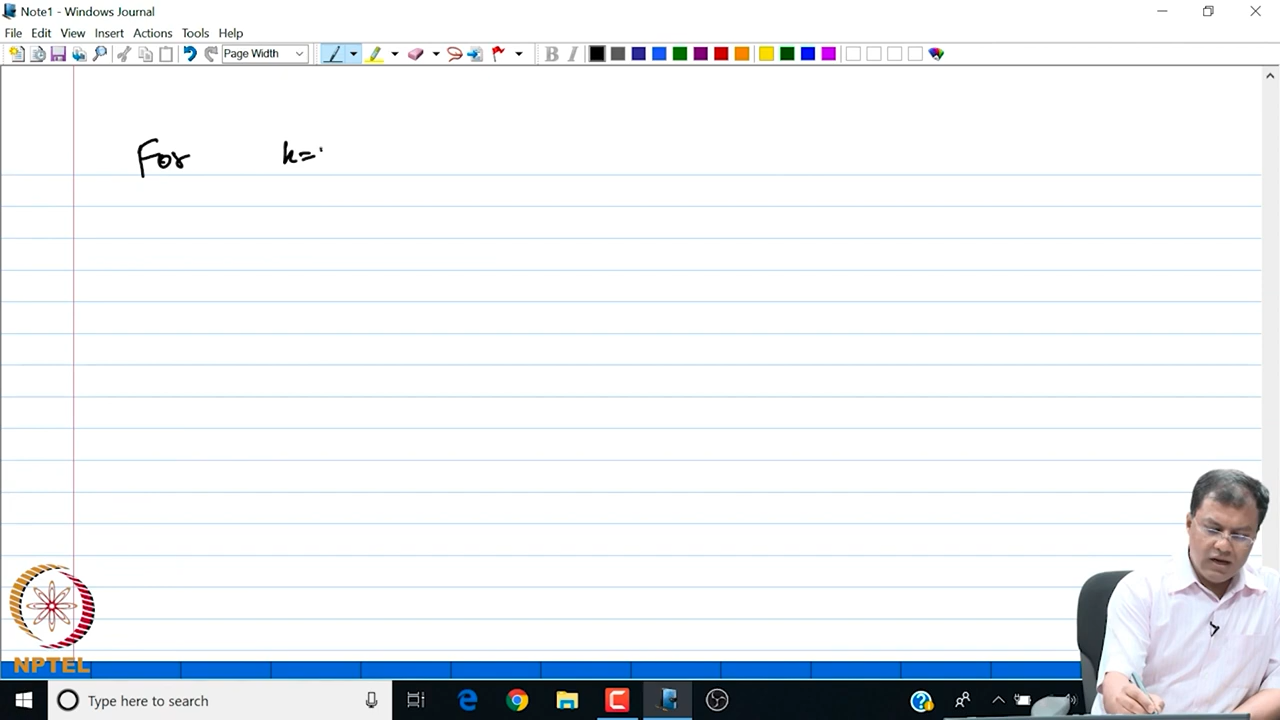 Note1 - Windows Journal
File Edit View Insert Actions Tools Help
Page Width
B I
For k=
NPTEL
Type here to search